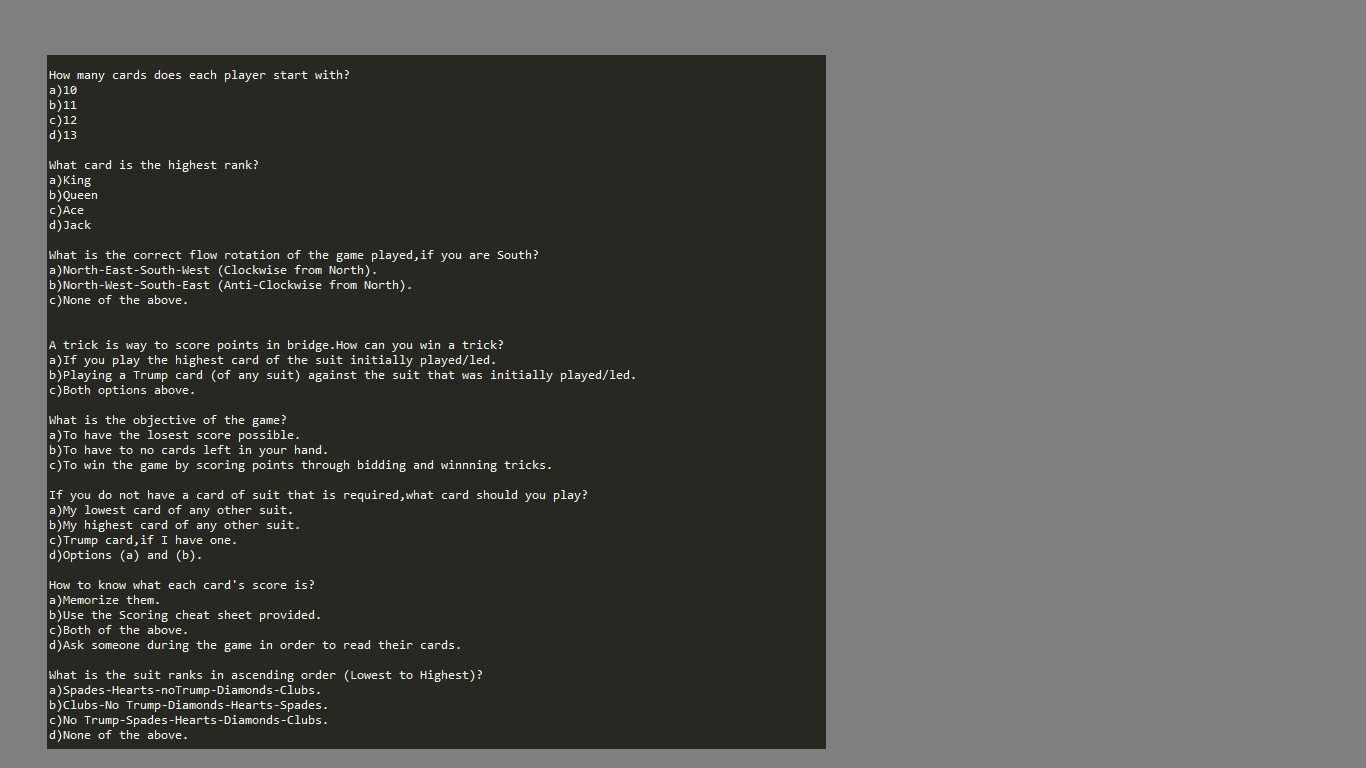 How many cards does each player start with?
a)10
b)11
c)12
d)13
What card is the highest rank?
a)King
b)Queen
c)Ace
d)Jack
What is the correct flow rotation of the game played,if you are South?
a)North-East-South-West (Clockwise from North).
b)North-West-South-East (Anti-Clockwise from North).
c)None of the above.
A trick is way to score points in bridge.How can you win a trick?
a)If you play the highest card of the suit initially played/led.
b)Playing a Trump card (of any suit) against the suit that was initially played/led.
c)Both options above.
What is the objective of the game?
a)To have the losest score possible.
b)To have to no cards left in your hand.
c)To win the game by scoring points through bidding and winnning tricks.
If you do not have a card of suit that is required,what card should you play?
a)My lowest card of any other suit.
b)My highest card of any other suit.
c)Trump card,if I have one.
d)Options (a) and (b).
How to know what each card's score is?
a)Memorize them.
b)Use the Scoring cheat sheet provided.
c)Both of the above.
d)Ask someone during the game in order to read their cards.
What is the suit ranks in ascending order (Lowest to Highest)?
a)Spades-Hearts-noTrump-Diamonds-Clubs.
b)Clubs-No Trump-Diamonds-Hearts-Spades.
c)No Trump-Spades-Hearts-Diamonds-Clubs.
d)None of the above.